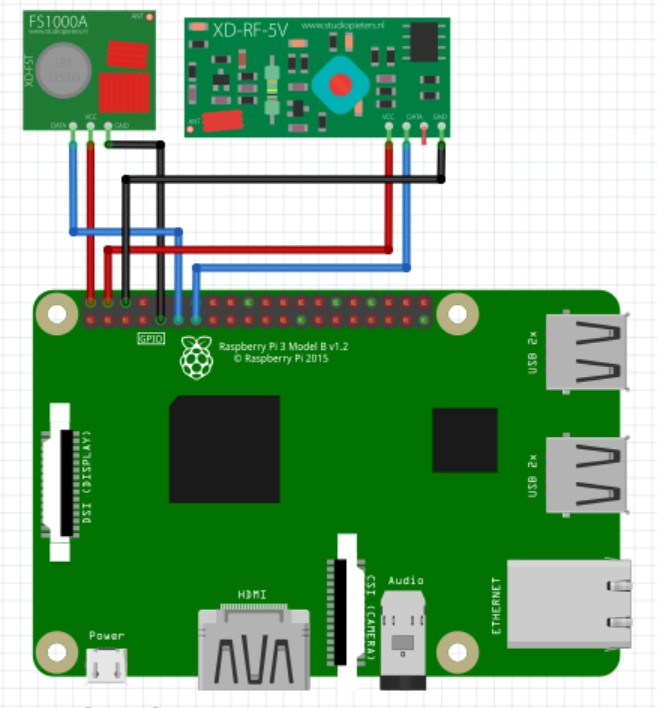 FS1000A
ANT
www.studiopieters.nl
XD-FST
315.00
DATA
VCC
GND
XD-RF-5V
www.studiopieters.nl
ANT
VCC
DATA
GND
GPIO
Raspberry Pi 3 Model B v1.2
© Raspberry Pi 2015
USB 2x
USB 2x
DSI (DISPLAY)
CSI (CAMERA)
HDMI
Audio
ETHERNET
Power